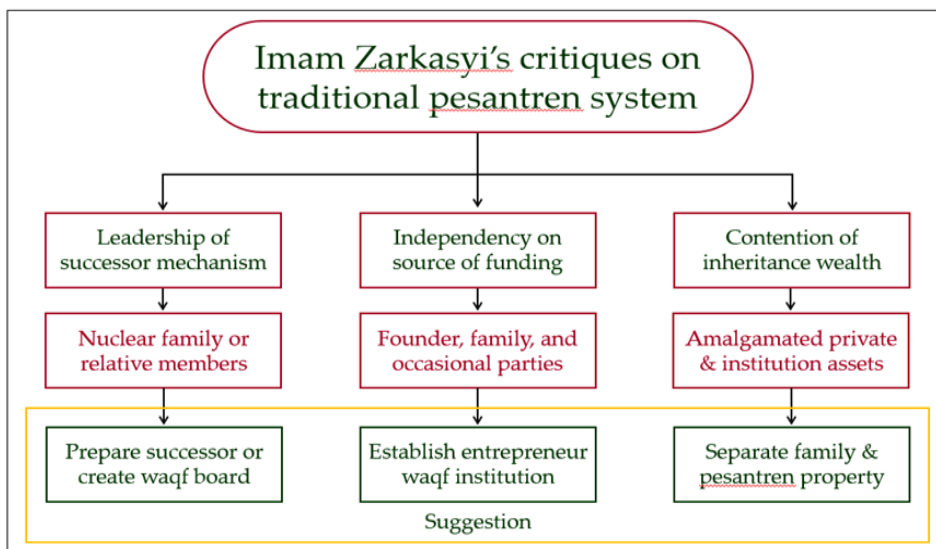 Imam Zarkasyi's critiques on
traditional pesantren system
Leadership of
successor mechanism
Independency on
source of funding
Contention of
inheritance wealth
Nuclear family or
relative members
Founder, family, and
occasional parties
Amalgamated private
& institution assets
Prepare successor or
create waqf board
Establish entrepreneur
waqf institution
Separate family &
pesantren property
Suggestion